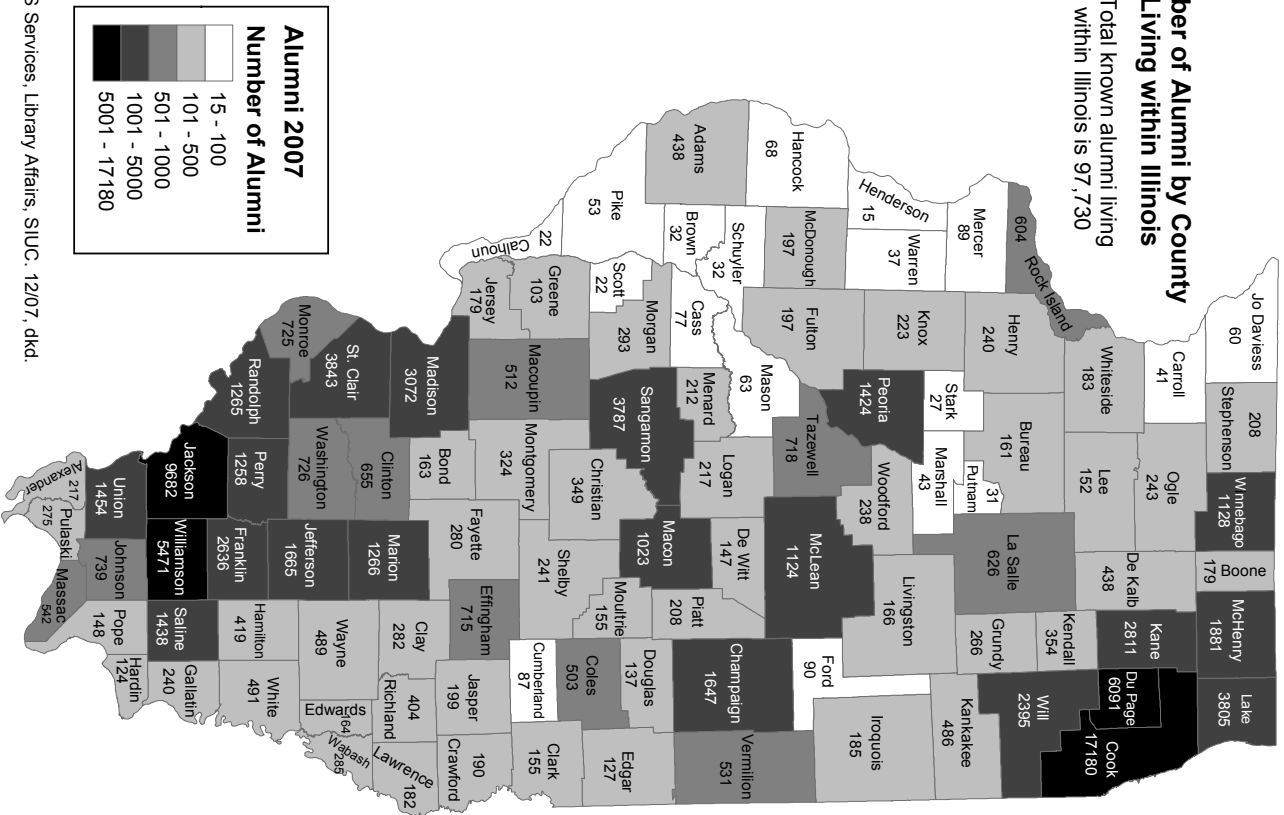 ber of Alumni by County
Living within Illinois
Total known alumni living
within Illinois is 97,730
Jo Daviess
60
Stephenson
208
Winnebago
1128
Boone
179
McHenry
1881
Lake
3805
Carroll
41
Ogle
243
De Kalb
438
Kane
2811
Du Page
6091
Cook
17180
Whiteside
183
Lee
152
Kendall
354
Will
2395
Rock Island
604
Henry
240
Bureau
161
La Salle
626
Grundy
266
Kankakee
486
Mercer
89
Henderson
15
Warren
37
Knox
223
Stark
27
Putnam
31
Marshall
43
Livingston
166
Iroquois
185
Ford
90
Peoria
1424
Woodford
238
Hancock
68
McDonough
197
Fulton
197
Tazewell
718
McLean
1124
Adams
438
Schuyler
32
Brown
32
Mason
63
Cass
77
Menard
212
Logan
217
De Witt
147
Piatt
208
Champaign
1647
Vermilion
531
Pike
53
Scott
22
Morgan
293
Sangamon
3787
Macon
1023
Moultrie
155
Douglas
137
Edgar
127
Coles
503
Christian
349
Shelby
241
Cumberland
87
Clark
155
Calhoun
22
Greene
103
Jersey
179
Macoupin
512
Montgomery
324
Fayette
280
Effingham
715
Jasper
199
Crawford
190
Madison
3072
Bond
163
Clay
282
Richland
404
Lawrence
182
St. Clair
3843
Clinton
655
Marion
1266
Wayne
489
Edwards
164
Wabash
285
Monroe
725
Washington
726
Jefferson
1665
Randolph
1265
Perry
1258
Franklin
2636
Hamilton
419
White
491
Jackson
9682
Williamson
5471
Saline
1438
Gallatin
240
Union
1454
Johnson
739
Pope
148
Hardin
124
Alexander
217
Pulaski
275
Massac
542
Alumni 2007
Number of Alumni
15 - 100
101 - 500
501 - 1000
1001 - 5000
5001 - 17180
S Services, Library Affairs, SIUC. 12/07, dkd.